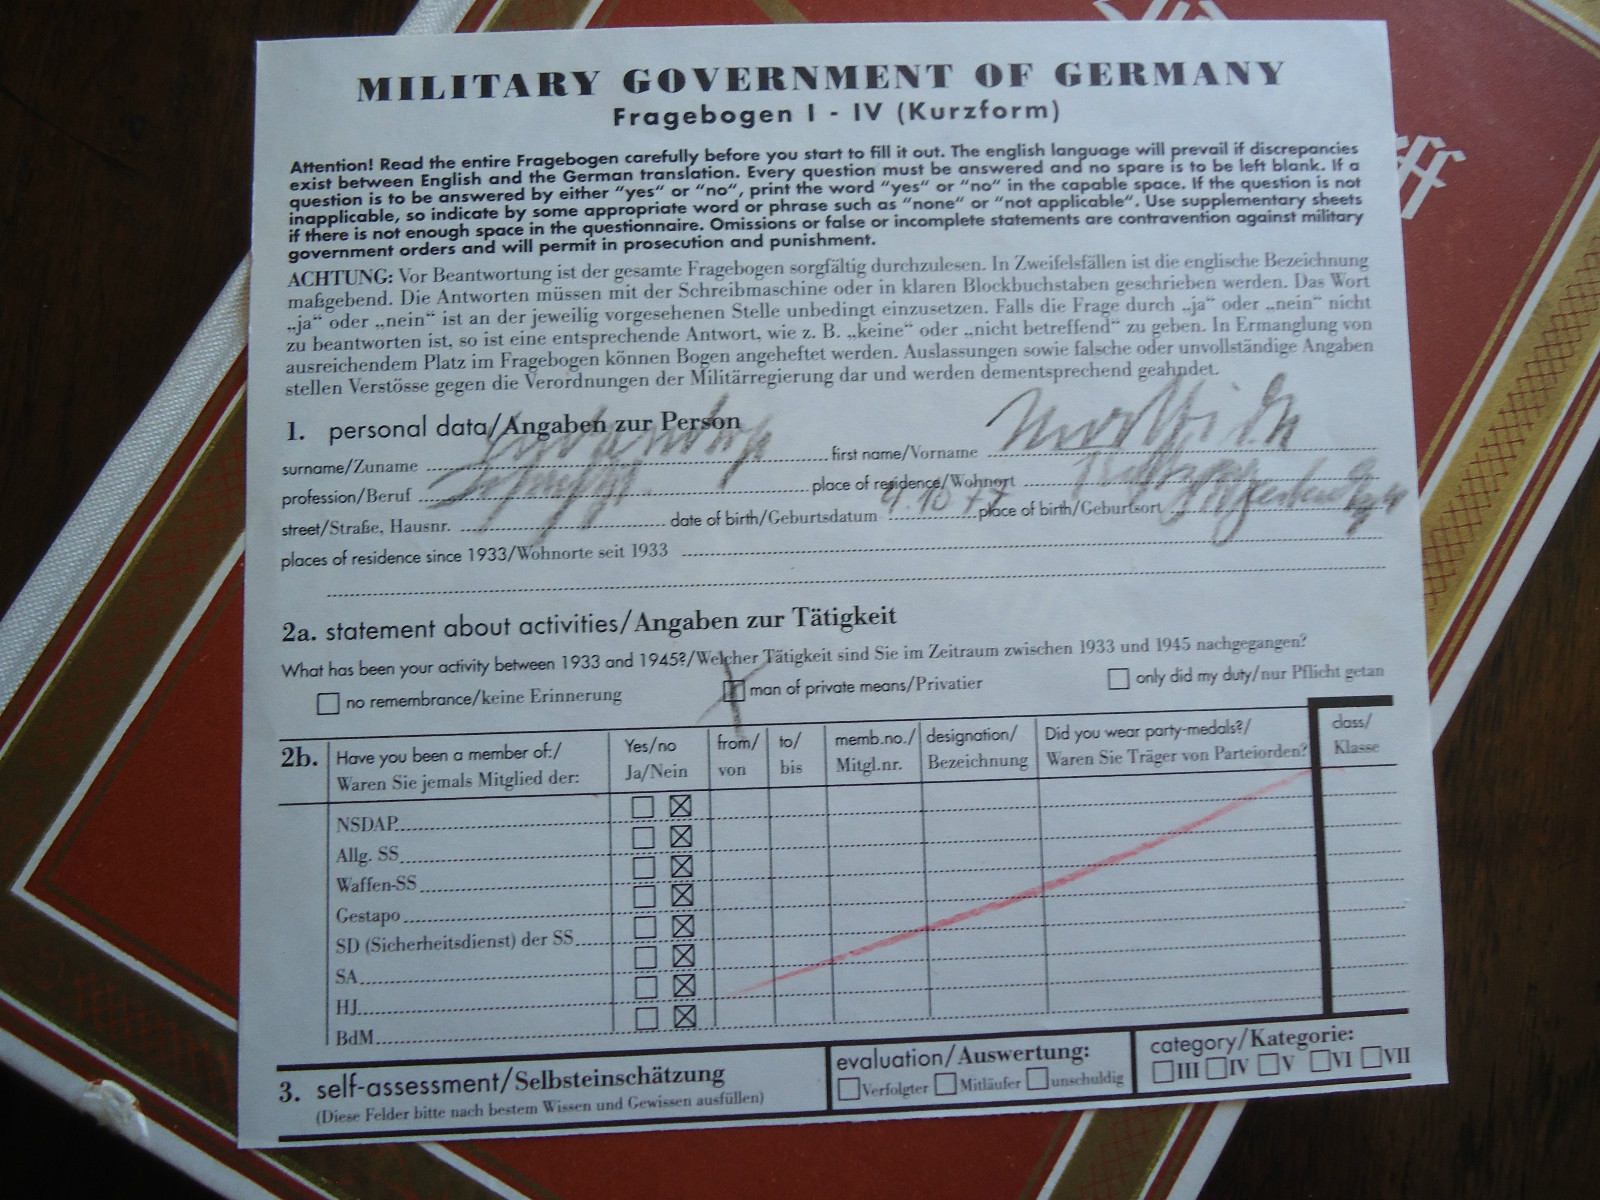 MILITARY GOVERNMENT OF GERMANY
Fragebogen I - IV (Kurzform)
Attention! Read the entire Fragebogen carefully before you start to fill it out. The english language will prevail if discrepancies
exist between English and the German translation. Every question must be answered and no spare is to be left blank. If a
question is to be answered by either "yes" or "no", print the word "yes" or "no" in the capable space. If the question is not
inapplicable, so indicate by some appropriate word or phrase such as "none" or "not applicable". Use supplementary sheets
if there is not enough space in the questionnaire. Omissions or false or incomplete statements are contravention against military
government orders and will permit in prosecution and punishment.
ACHTUNG: Vor Beantwortung ist der gesamte Fragebogen sorgfältig durchzulesen. In Zweifelsfällen ist die englische Bezeichnung
maßgebend. Die Antworten müssen mit der Schreibmaschine oder in klaren Blockbuchstaben geschrieben werden. Das Wort
„ja“ oder „nein“ ist an der jeweilig vorgesehenen Stelle unbedingt einzusetzen. Falls die Frage durch „ja“ oder „nein“ nicht
zu beantworten ist, so ist eine entsprechende Antwort, wie z. B. „keine“ oder „nicht betreffend“ zu geben. In Ermanglung von
ausreichendem Platz im Fragebogen können Bogen angeheftet werden. Auslassungen sowie falsche oder unvollständige Angaben
stellen Verstösse gegen die Verordnungen der Militärregierung dar und werden dementsprechend geahndet.
1. personal data/Angaben zur Person
surname/Zuname first name/Vorname
profession/Beruf place of residence/Wohnort
street/Straße, Hausnr. date of birth/Geburtsdatum place of birth/Geburtsort
places of residence since 1933/Wohnorte seit 1933
2a. statement about activities/Angaben zur Tätigkeit
What has been your activity between 1933 and 1945?/Welcher Tätigkeit sind Sie im Zeitraum zwischen 1933 und 1945 nachgegangen?
no remembrance/keine Erinnerung man of private means/Privatier only did my duty/nur Pflicht getan
2b. Have you been a member of:/ Yes/no from/ to/ memb.no./ designation/ Did you wear party-medals?/ class/
Waren Sie jemals Mitglied der: Ja/Nein von bis Mitgl.nr. Bezeichnung Waren Sie Träger von Parteiorden? Klasse
NSDAP
Allg. SS
Waffen-SS
Gestapo
SD (Sicherheitsdienst) der SS
SA
HJ
BdM
3. self-assessment/Selbsteinschätzung evaluation/Auswertung: category/Kategorie:
(Diese Felder bitte nach bestem Wissen und Gewissen ausfüllen) Verfolgter Mitläufer unschuldig III IV V VI VII